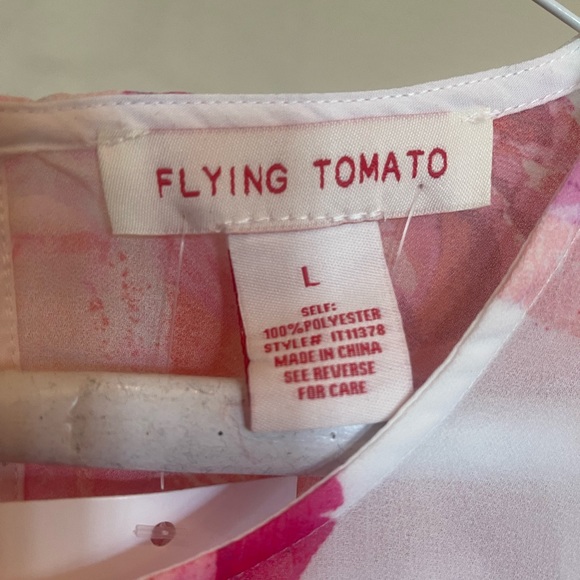 FLYING TOMATO
L
SELF:
100%POLYESTER
STYLE# IT11378
MADE IN CHINA
SEE REVERSE
FOR CARE